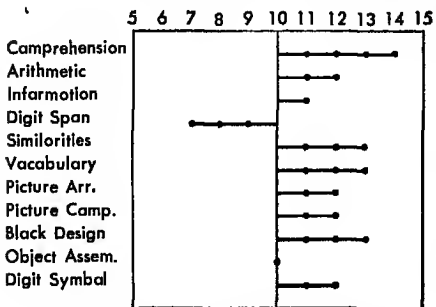 5 6 7 8 9 10 11 12 13 14 15
Camprehension
Arithmetic
Infarmotion
Digit Span
Similorities
Vacabulary
Picture Arr.
Picture Camp.
Black Design
Object Assem.
Digit Symbal